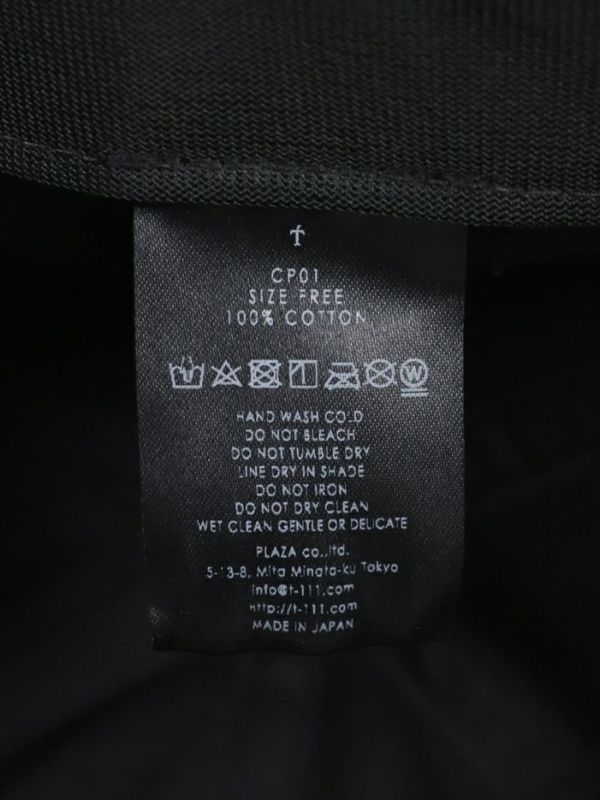 CP01
SIZE FREE
100% COTTON
W
HAND WASH COLD
DO NOT BLEACH
DO NOT TUMBLE DRY
LINE DRY IN SHADE
DO NOT IRON
DO NOT DRY CLEAN
WET CLEAN GENTLE OR DELICATE
PLAZA co.,ltd.
5-13-8, Mita Minata-ku Tokyo
info@t-111.com
http://t-111.com
MADE IN JAPAN